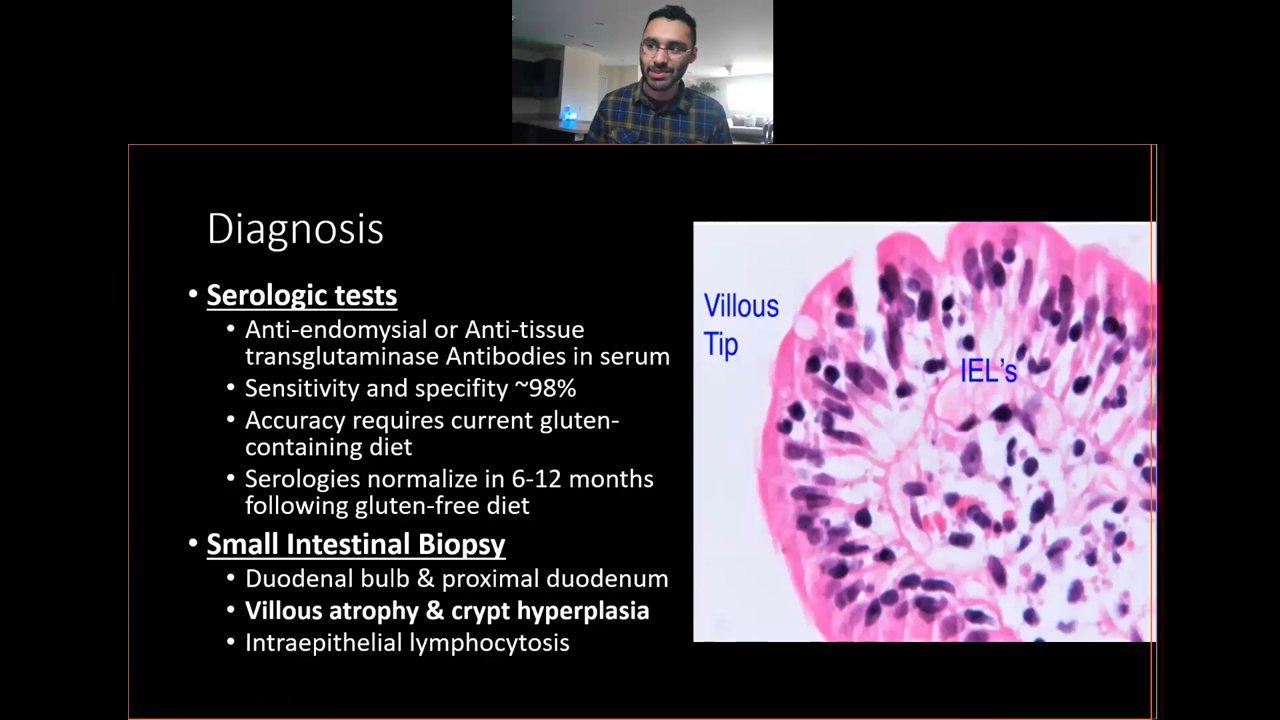 Diagnosis
• Serologic tests
• Anti-endomysial or Anti-tissue
transglutaminase Antibodies in serum
• Sensitivity and specifity ~98%
• Accuracy requires current gluten-
containing diet
• Serologies normalize in 6-12 months
following gluten-free diet
• Small Intestinal Biopsy
• Duodenal bulb & proximal duodenum
• Villous atrophy & crypt hyperplasia
• Intraepithelial lymphocytosis
Villous
Tip
IEL's